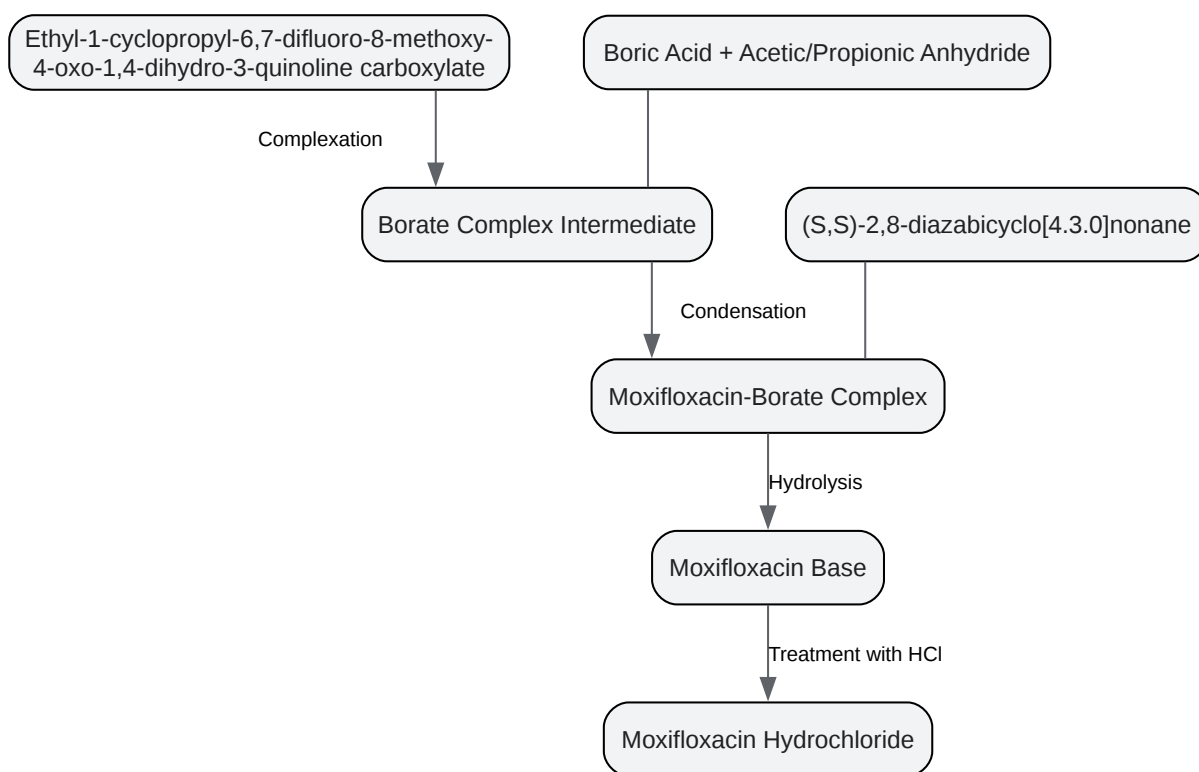 Ethyl-1-cyclopropyl-6,7-difluoro-8-methoxy-
4-oxo-1,4-dihydro-3-quinoline carboxylate
Boric Acid + Acetic/Propionic Anhydride
Complexation
Borate Complex Intermediate
(S,S)-2,8-diazabicyclo[4.3.0]nonane
Condensation
Moxifloxacin-Borate Complex
Hydrolysis
Moxifloxacin Base
Treatment with HCl
Moxifloxacin Hydrochloride